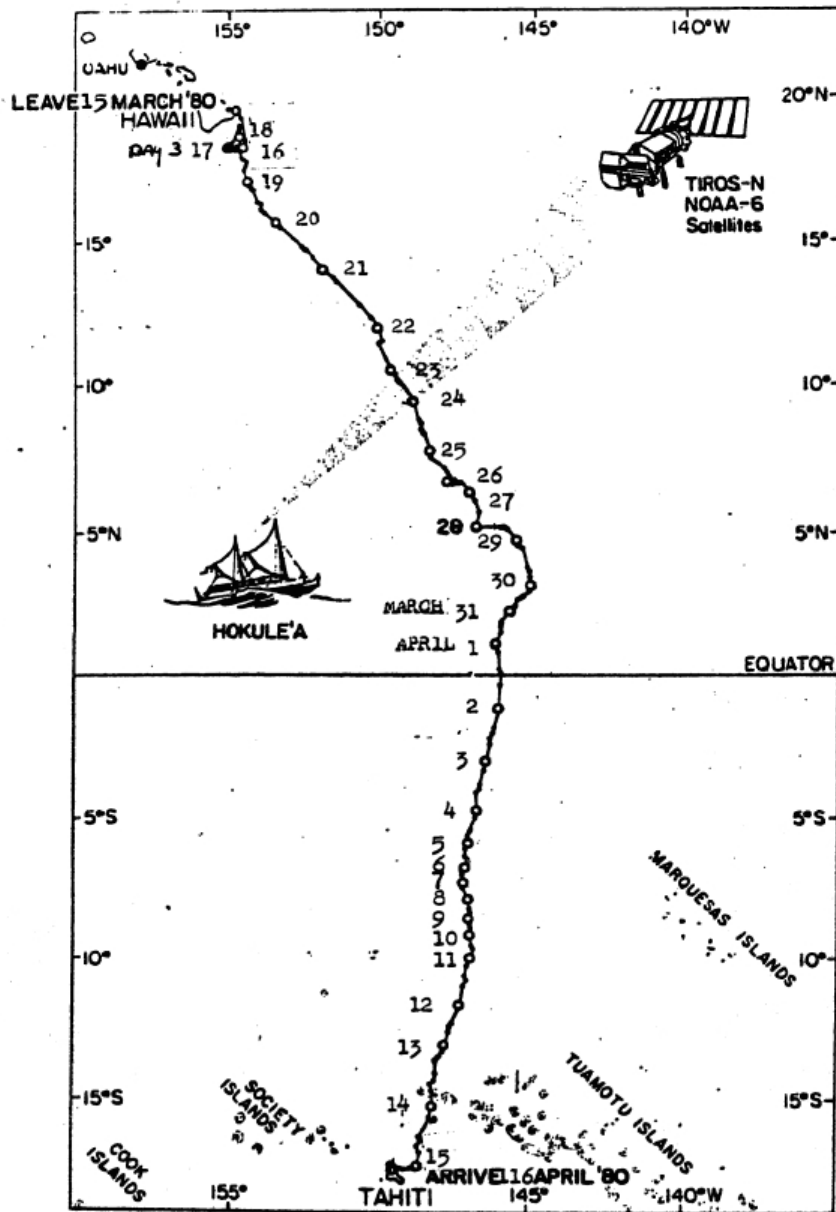 155° 150° 145° 140°W
OAHU
LEAVE15 MARCH '80
HAWAII
20°N
18
DAY 3 17 16
19
TIROS-N
NOAA-6
Satellites
20
15° 15°
21
22
23
10° 10°
24
25
26
27
28
5°N 5°N
29
30
HOKULE'A
MARCH 31
APRIL 1
EQUATOR
2
3
4
5°S 5°S
5
6
7
8
9
10
11
MARQUESAS ISLANDS
10° 10°
12
13
15°S 15°S
14
SOCIETY
ISLANDS
TUAMOTU ISLANDS
COOK
ISLANDS
15
ARRIVE116 APRIL '80
TAHITI
155° 145° 140°W